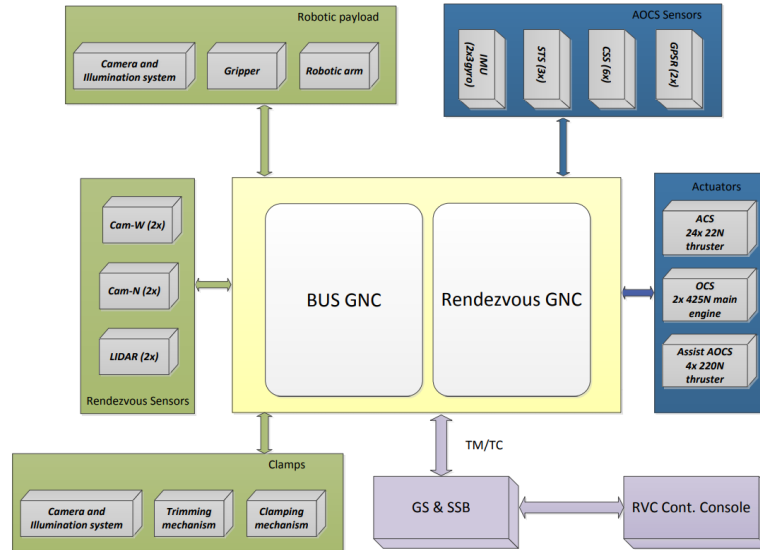 Robotic payload
Camera and
Illumination system
Gripper
Robotic arm
AOCS Sensors
IMU
(2x3gyro)
STS (3x)
CSS (6x)
GPSR (2x)
Cam-W (2x)
Cam-N (2x)
LIDAR (2x)
Rendezvous Sensors
BUS GNC
Rendezvous GNC
Actuators
ACS
24x 22N
thruster
OCS
2x 425N main
engine
Assist AOCS
4x 220N
thruster
Clamps
Camera and
Illumination system
Trimming
mechanism
Clamping
mechanism
TM/TC
GS & SSB
RVC Cont. Console